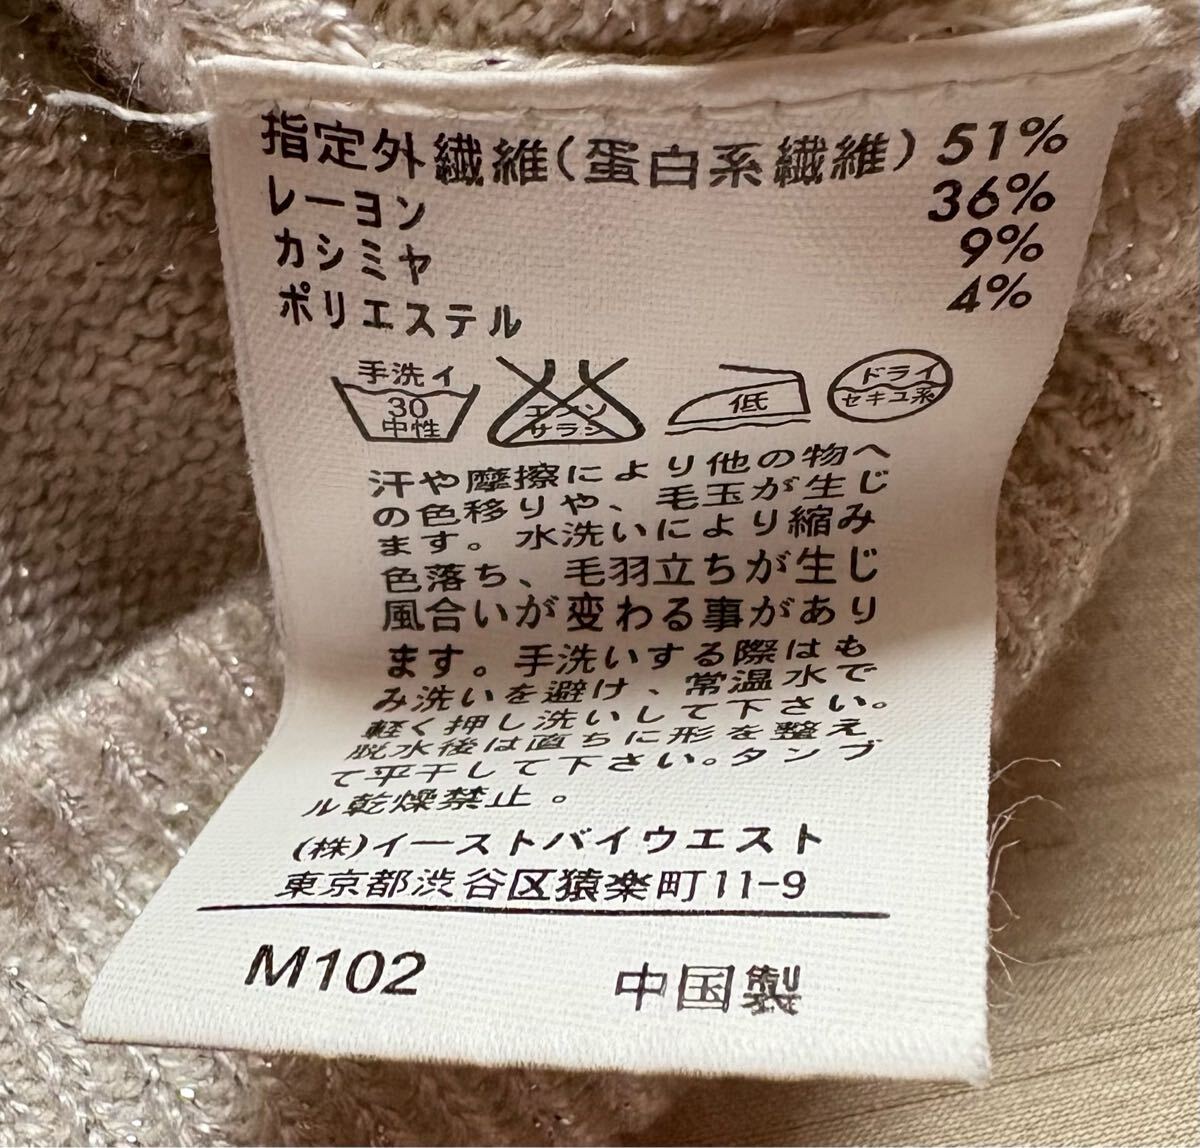 指定外繊維(蛋白系繊維) 51%
レーヨン 36%
カシミヤ 9%
ポリエステル 4%
手洗イ
30
中性
エンソ
サラシ
低
ドライ
セキユ系
汗や摩擦により他の物へ
の色移りや、毛玉が生じ
ます。水洗いにより縮み
色落ち、毛羽立ちが生じ
風合いが変わる事があり
ます。手洗いする際はも
み洗いを避け、常温水で
軽く押し洗いして下さい。
脱水後は直ちに形を整え
て平干して下さい。タンブ
ル乾燥禁止。
(株)イーストバイウエスト
東京都渋谷区猿楽町11-9
M102 中国製